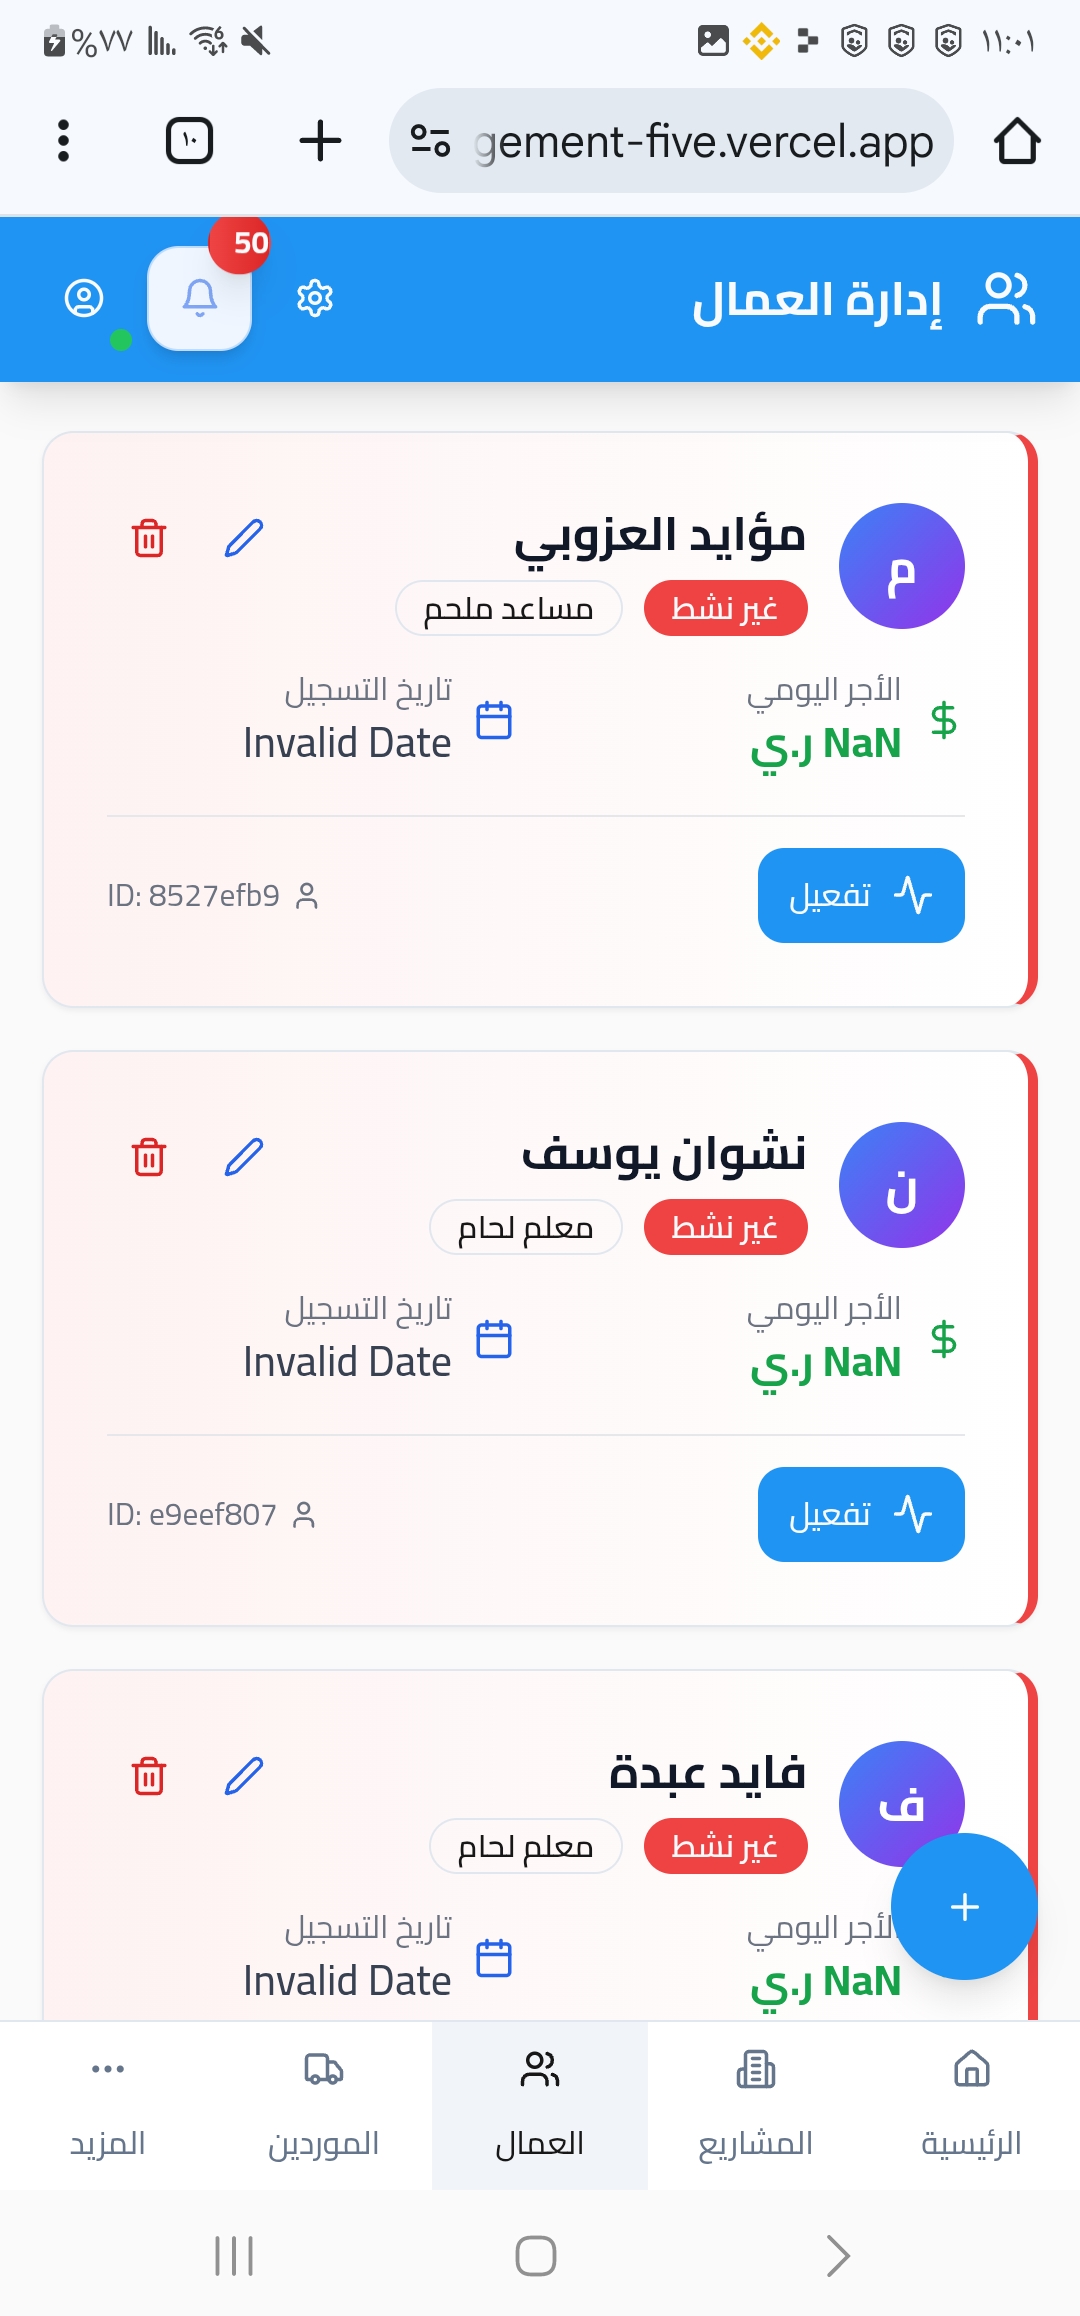 ١١:٠١
%٧٧
gement-five.vercel.app
١٠
إدارة العمال
50
م
مؤايد العزوبي
غير نشط
مساعد ملحم
الأجر اليومي
تاريخ التسجيل
NaN ر.ي
Invalid Date
تفعيل
ID: 8527efb9
ن
نشوان يوسف
غير نشط
معلم لحام
الأجر اليومي
تاريخ التسجيل
NaN ر.ي
Invalid Date
تفعيل
ID: e9eef807
ف
فايد عبدة
غير نشط
معلم لحام
الأجر اليومي
تاريخ التسجيل
NaN ر.ي
Invalid Date
الرئيسية
المشاريع
العمال
الموردين
المزيد